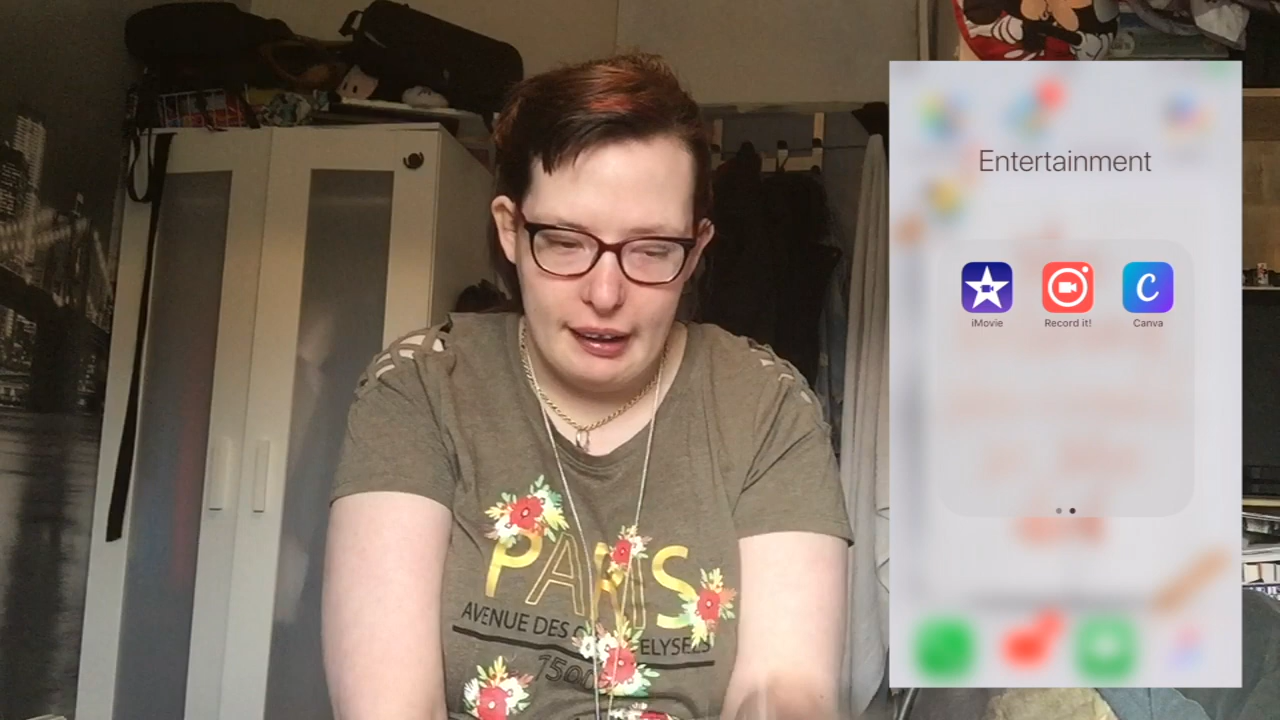 Entertainment
iMovie
Record it!
C
Canva
PARIS
AVENUE DES
ELYSEES